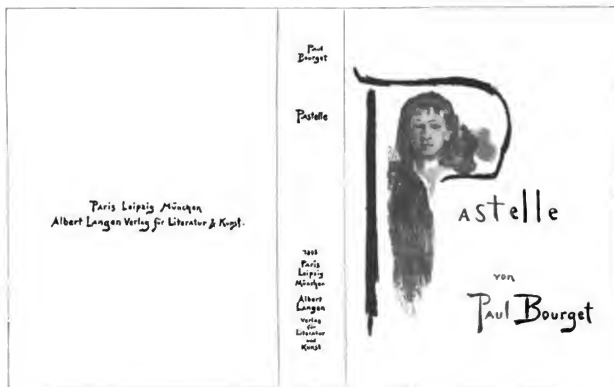 Paris Leipzig München
Albert Langen Verlag für Literatur & Kunst.
Paul
Bourget
PAstelle
Paris
Leipzig
München
Albert
Langen
Verlag
für
Literatur
und
Kunst
PAstelle
von
PAul Bourget